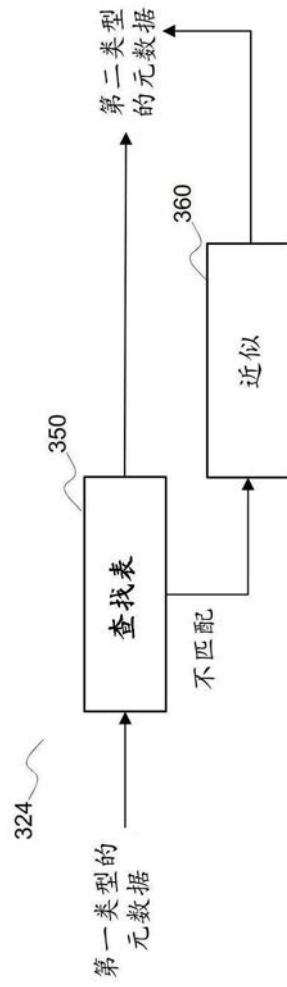 324
第一类型的
元数据
350
查找表
不匹配
360
近似
第二类型
的元数据